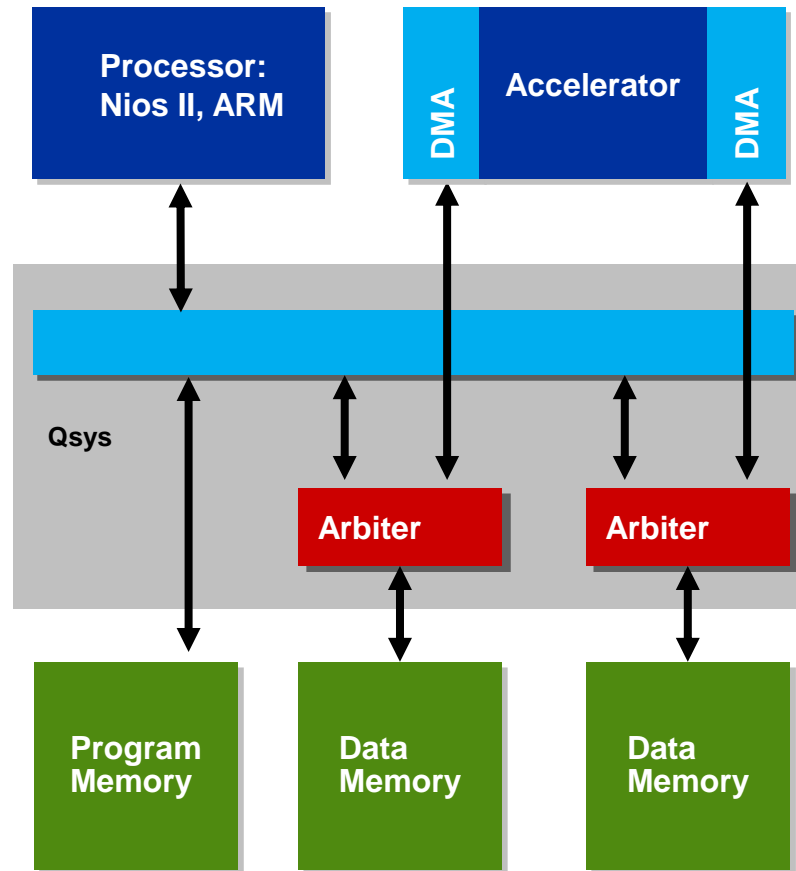 Processor:
Nios II, ARM
DMA
Accelerator
DMA
Qsys
Arbiter
Arbiter
Program
Memory
Data
Memory
Data
Memory